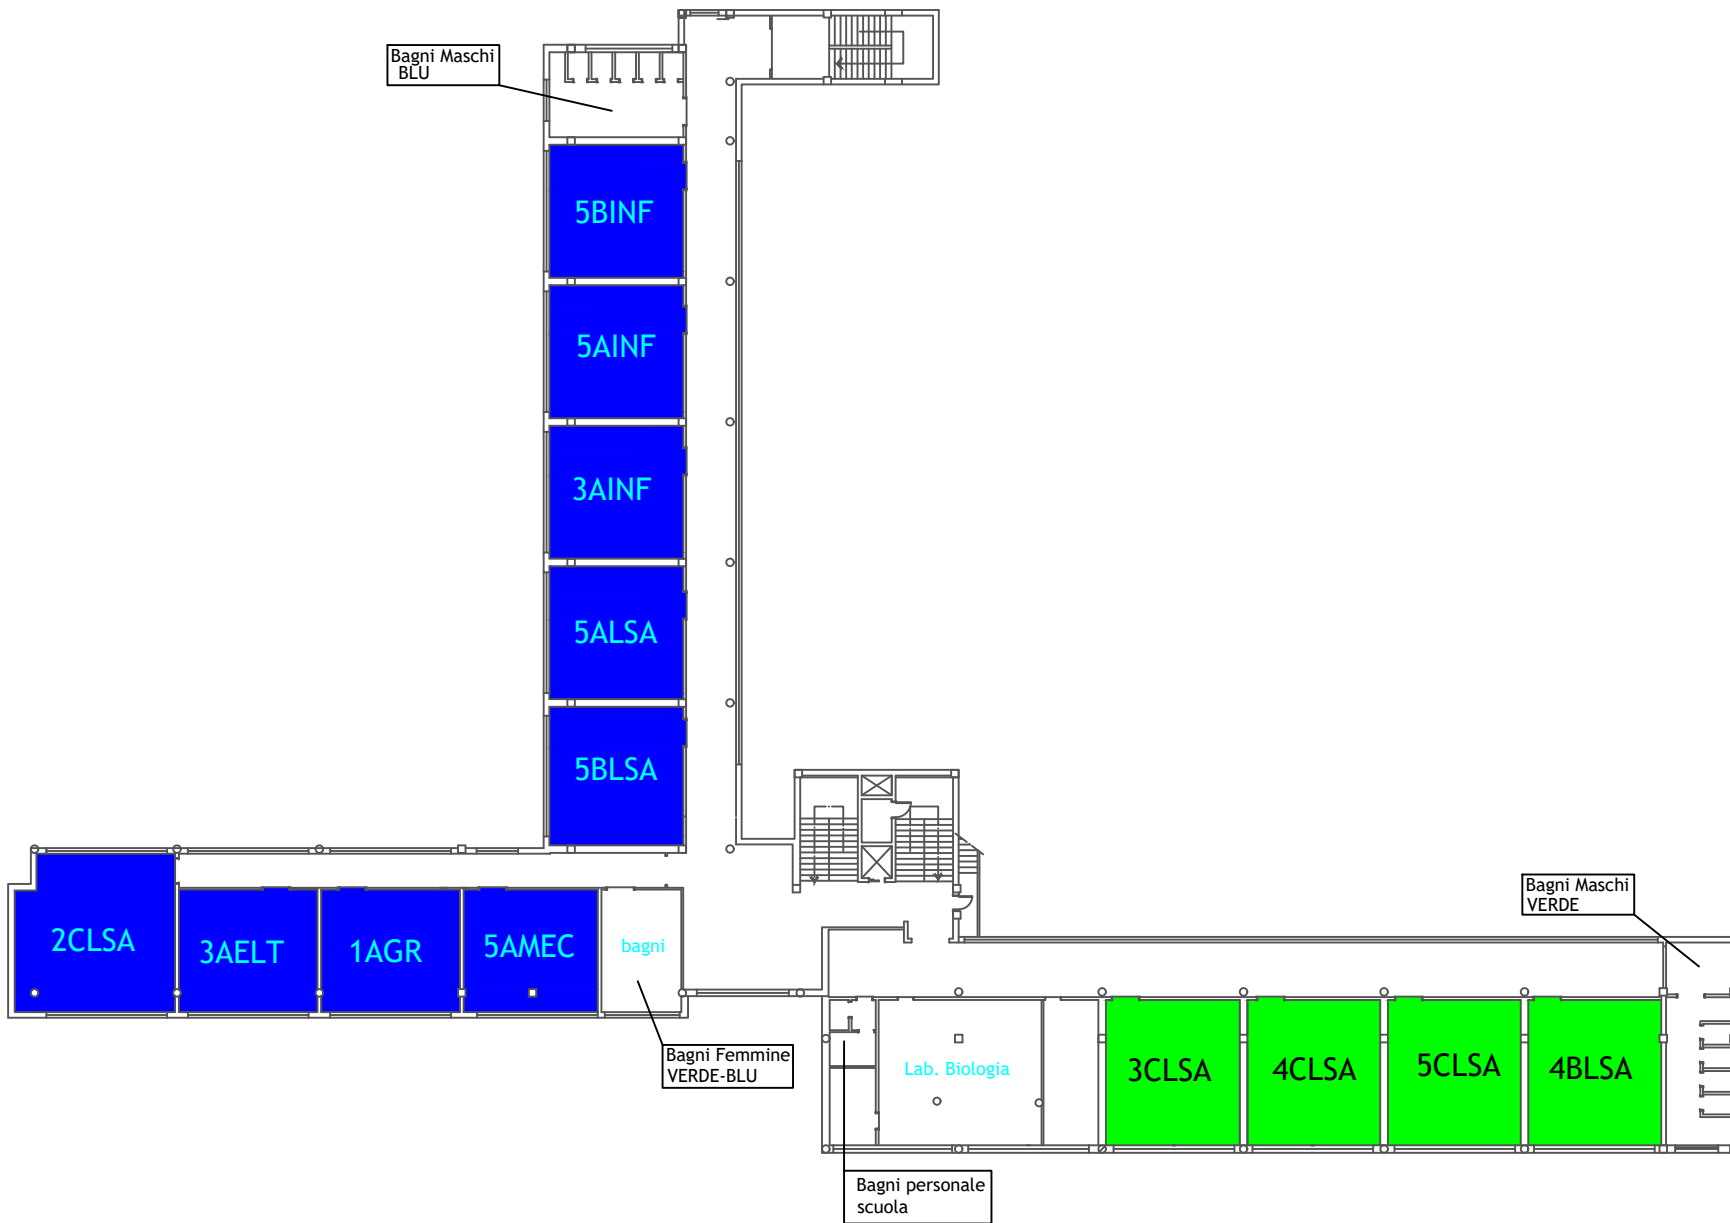 Bagni Maschi
BLU
5BINF
5AINF
3AINF
5ALSA
5BLSA
2CLSA
3AELT
1AGR
5AMEC
bagni
Bagni Femmine
VERDE-BLU
Bagni Maschi
VERDE
Lab. Biologia
3CLSA
4CLSA
5CLSA
4BLSA
Bagni personale
scuola